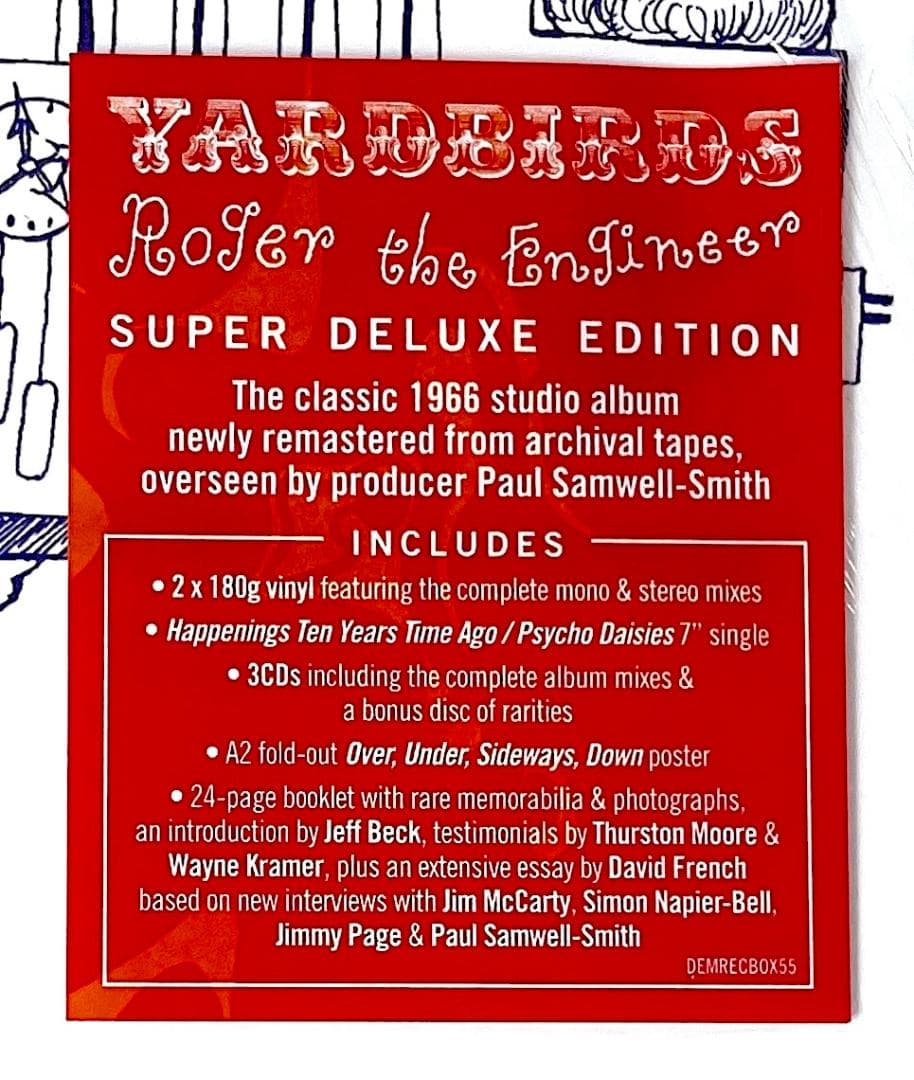 YARDBIRDS
Roger the Engineer
SUPER DELUXE EDITION
The classic 1966 studio album
newly remastered from archival tapes,
overseen by producer Paul Samwell-Smith
INCLUDES
• 2 x 180g vinyl featuring the complete mono & stereo mixes
• Happenings Ten Years Time Ago / Psycho Daisies 7" single
• 3CDs including the complete album mixes &
a bonus disc of rarities
• A2 fold-out Over, Under, Sideways, Down poster
• 24-page booklet with rare memorabilia & photographs,
an introduction by Jeff Beck, testimonials by Thurston Moore &
Wayne Kramer, plus an extensive essay by David French
based on new interviews with Jim McCarty, Simon Napier-Bell,
Jimmy Page & Paul Samwell-Smith
DEMRECBOX55